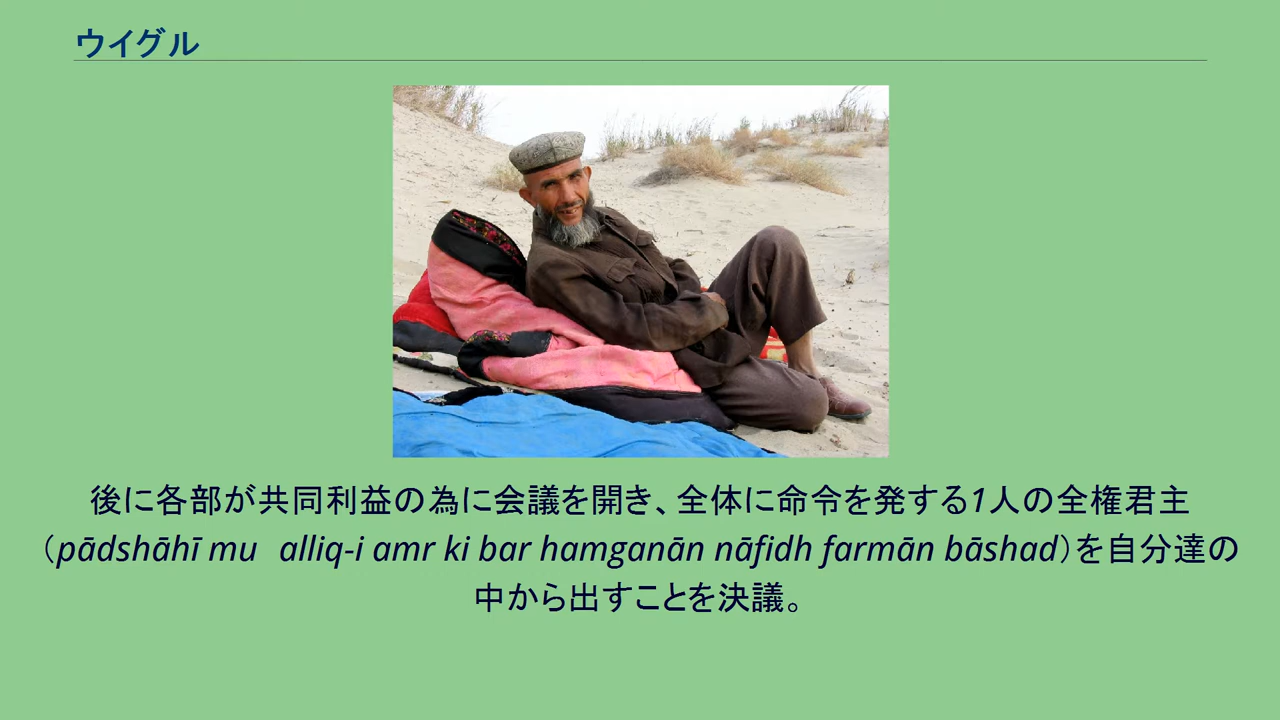 ウイグル
後に各部が共同利益の為に会議を開き、全体に命令を発する1人の全権君主
（pādshāhī mu alliq-i amr ki bar hamganān nāfidh farmān bāshad）を自分達の
中から出すことを決議。